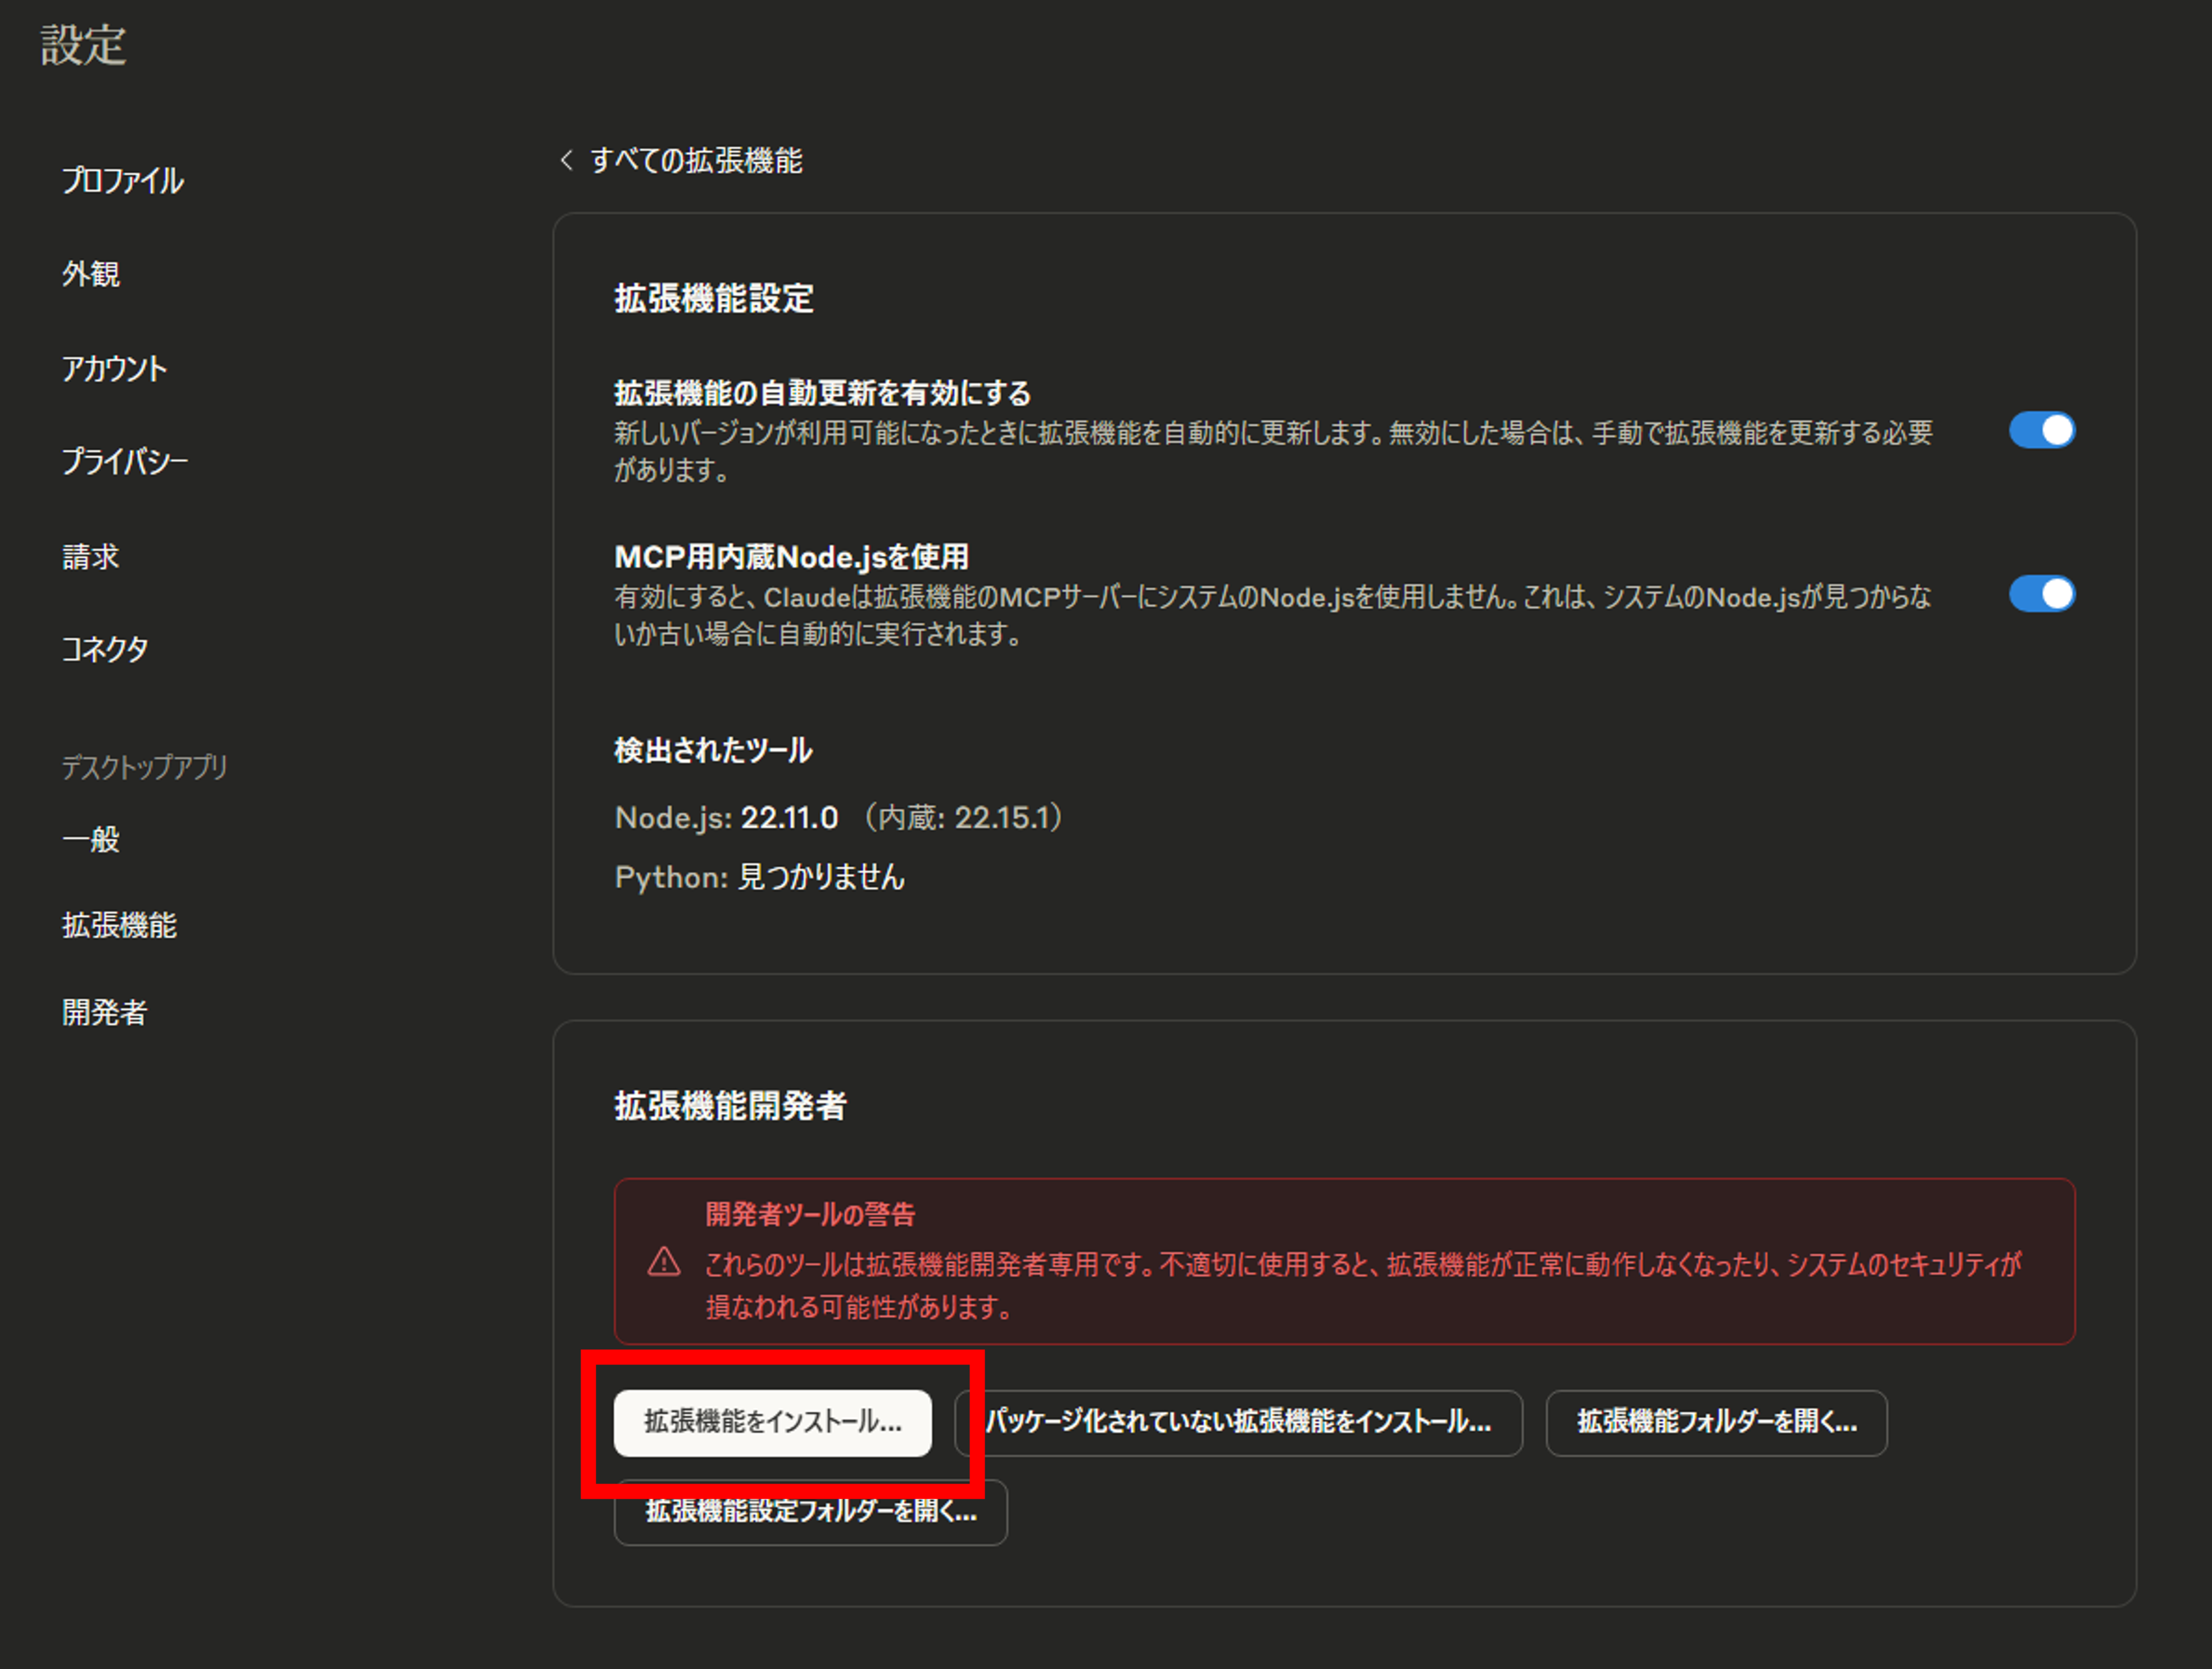 設定
プロファイル
外観
アカウント
プライバシー
請求
コネクタ
デスクトップアプリ
一般
拡張機能
開発者
すべての拡張機能
拡張機能設定
拡張機能の自動更新を有効にする
新しいバージョンが利用可能になったときに拡張機能を自動的に更新します。無効にした場合は、手動で拡張機能を更新する必要
があります。
MCP用内蔵Node.jsを使用
有効にすると、Claudeは拡張機能のMCPサーバーにシステムのNode.jsを使用しません。これは、システムのNode.jsが見つからな
いか古い場合に自動的に実行されます。
検出されたツール
Node.js: 22.11.0 （内蔵: 22.15.1）
Python: 見つかりません
拡張機能開発者
開発者ツールの警告
これらのツールは拡張機能開発者専用です。不適切に使用すると、拡張機能が正常に動作しなくなったり、システムのセキュリティが
損なわれる可能性があります。
拡張機能をインストール...
パッケージ化されていない拡張機能をインストール...
拡張機能フォルダーを開く...
拡張機能設定フォルダーを開く...